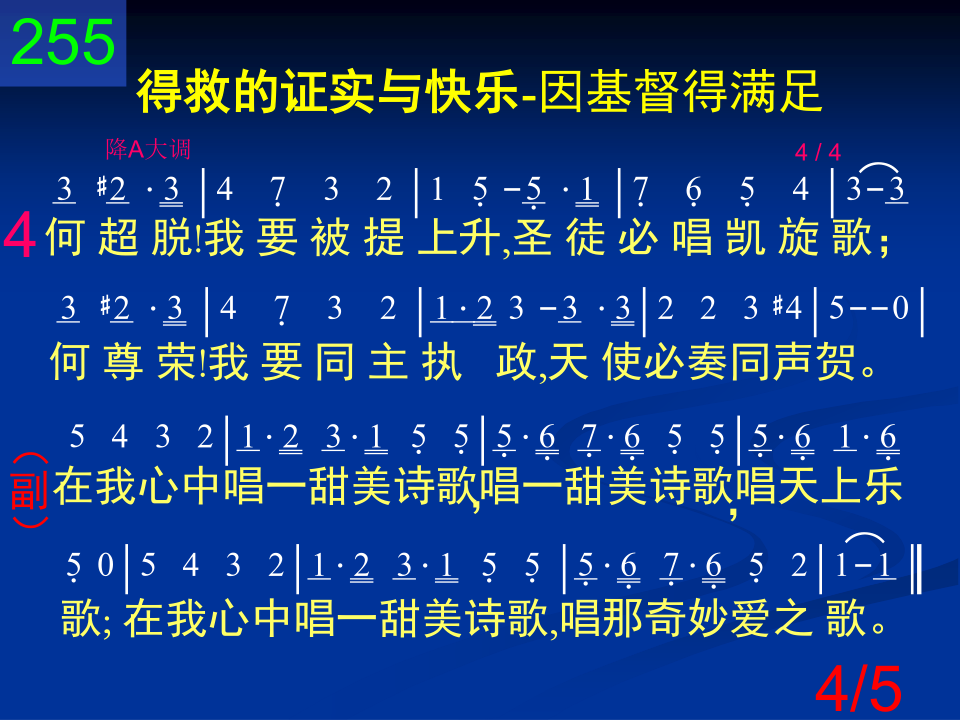 255
得救的证实与快乐-因基督得满足
降A大调 4 / 4
3 #2 · 3 | 4 7̣ 3 2 | 1 5̣ - 5̣ · 1 | 7̣ 6̣ 5̣ 4 | 3 - 3
4 何 超 脱!我 要 被 提 上 升,圣 徒 必 唱 凯 旋 歌；
3 #2 · 3 | 4 7̣ 3 2 | 1 · 2 3 - 3 · 3 | 2 2 3 #4 | 5 - - 0 |
何 尊 荣!我 要 同 主 执 政,天 使必奏同声贺。
5 4 3 2 | 1 · 2 3 · 1 5̣ 5̣ | 5̣ · 6̣ 7̣ · 6̣ 5̣ 5̣ | 5̣ · 6̣ 1 · 6̣
（副） 在我心中唱一甜美诗歌,唱一甜美诗歌,唱天上乐
5̣ 0 | 5 4 3 2 | 1 · 2 3 · 1 5̣ 5̣ | 5̣ · 6̣ 7̣ · 6̣ 5̣ 2 | 1 - 1 ‖
歌; 在我心中唱一甜美诗歌,唱那奇妙爱之 歌。
4/5